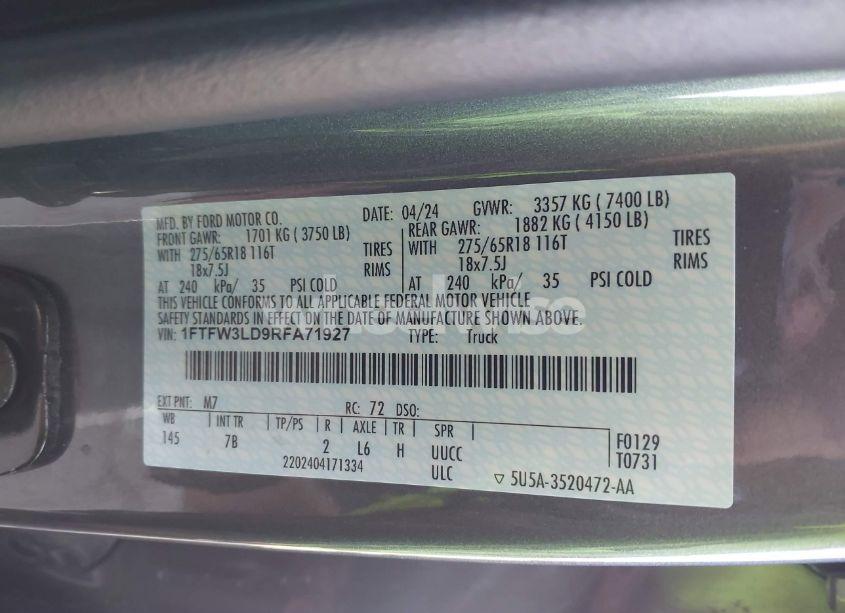 MFD. BY FORD MOTOR CO. DATE: 04/24 GVWR: 3357 KG ( 7400 LB)
FRONT GAWR: 1701 KG ( 3750 LB) REAR GAWR: 1882 KG ( 4150 LB)
WITH 275/65R18 116T TIRES WITH 275/65R18 116T TIRES
18x7.5J RIMS 18x7.5J RIMS
AT 240 kPa/ 35 PSI COLD AT 240 kPa/ 35 PSI COLD
THIS VEHICLE CONFORMS TO ALL APPLICABLE FEDERAL MOTOR VEHICLE
SAFETY STANDARDS IN EFFECT ON THE DATE OF MANUFACTURE SHOWN ABOVE.
VIN: 1FTFW3LD9RFA71927 TYPE: Truck
EXT PNT: M7 RC: 72 DSO:
WB INT TR TP/PS R AXLE TR SPR F0129
145 7B 2 L6 H UUCC T0731
2202404171334 ULC ▽ 5U5A-3520472-AA